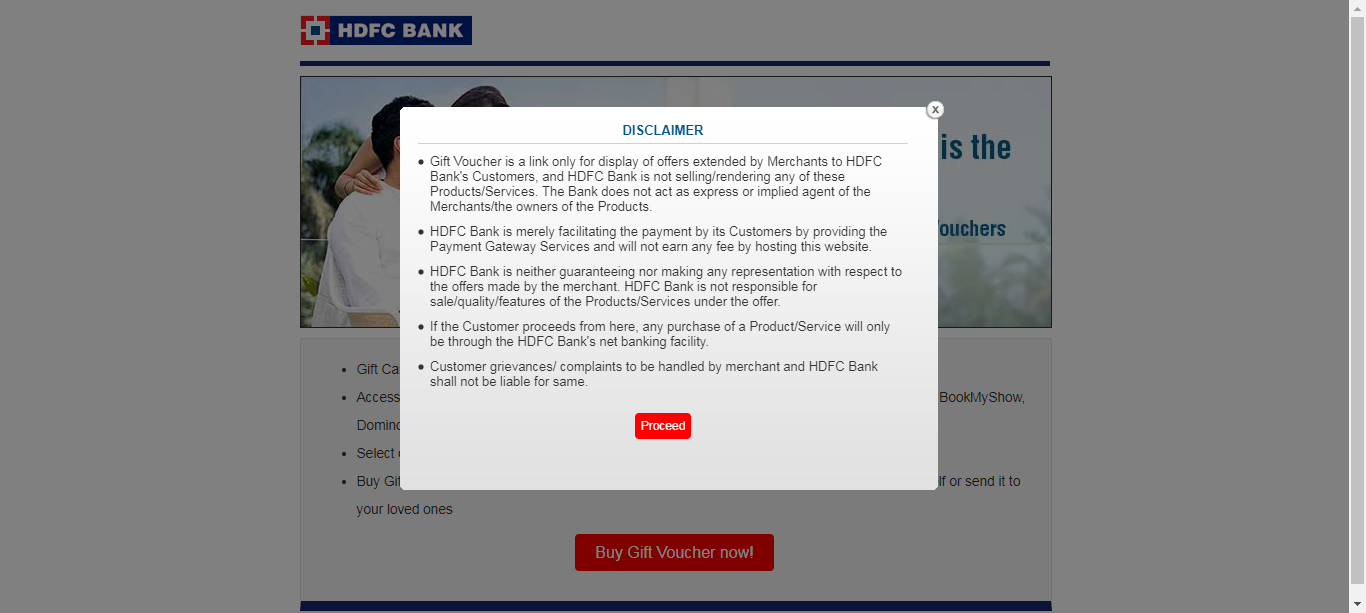 HDFC BANK
is the
ouchers
x
DISCLAIMER
• Gift Voucher is a link only for display of offers extended by Merchants to HDFC
Bank's Customers, and HDFC Bank is not selling/rendering any of these
Products/Services. The Bank does not act as express or implied agent of the
Merchants/the owners of the Products.
• HDFC Bank is merely facilitating the payment by its Customers by providing the
Payment Gateway Services and will not earn any fee by hosting this website.
• HDFC Bank is neither guaranteeing nor making any representation with respect to
the offers made by the merchant. HDFC Bank is not responsible for
sale/quality/features of the Products/Services under the offer.
• If the Customer proceeds from here, any purchase of a Product/Service will only
be through the HDFC Bank's net banking facility.
• Customer grievances/ complaints to be handled by merchant and HDFC Bank
shall not be liable for same.
Proceed
• Gift Ca
• Access BookMyShow,
Domino
• Select
• Buy Gif lf or send it to
your loved ones
Buy Gift Voucher now!